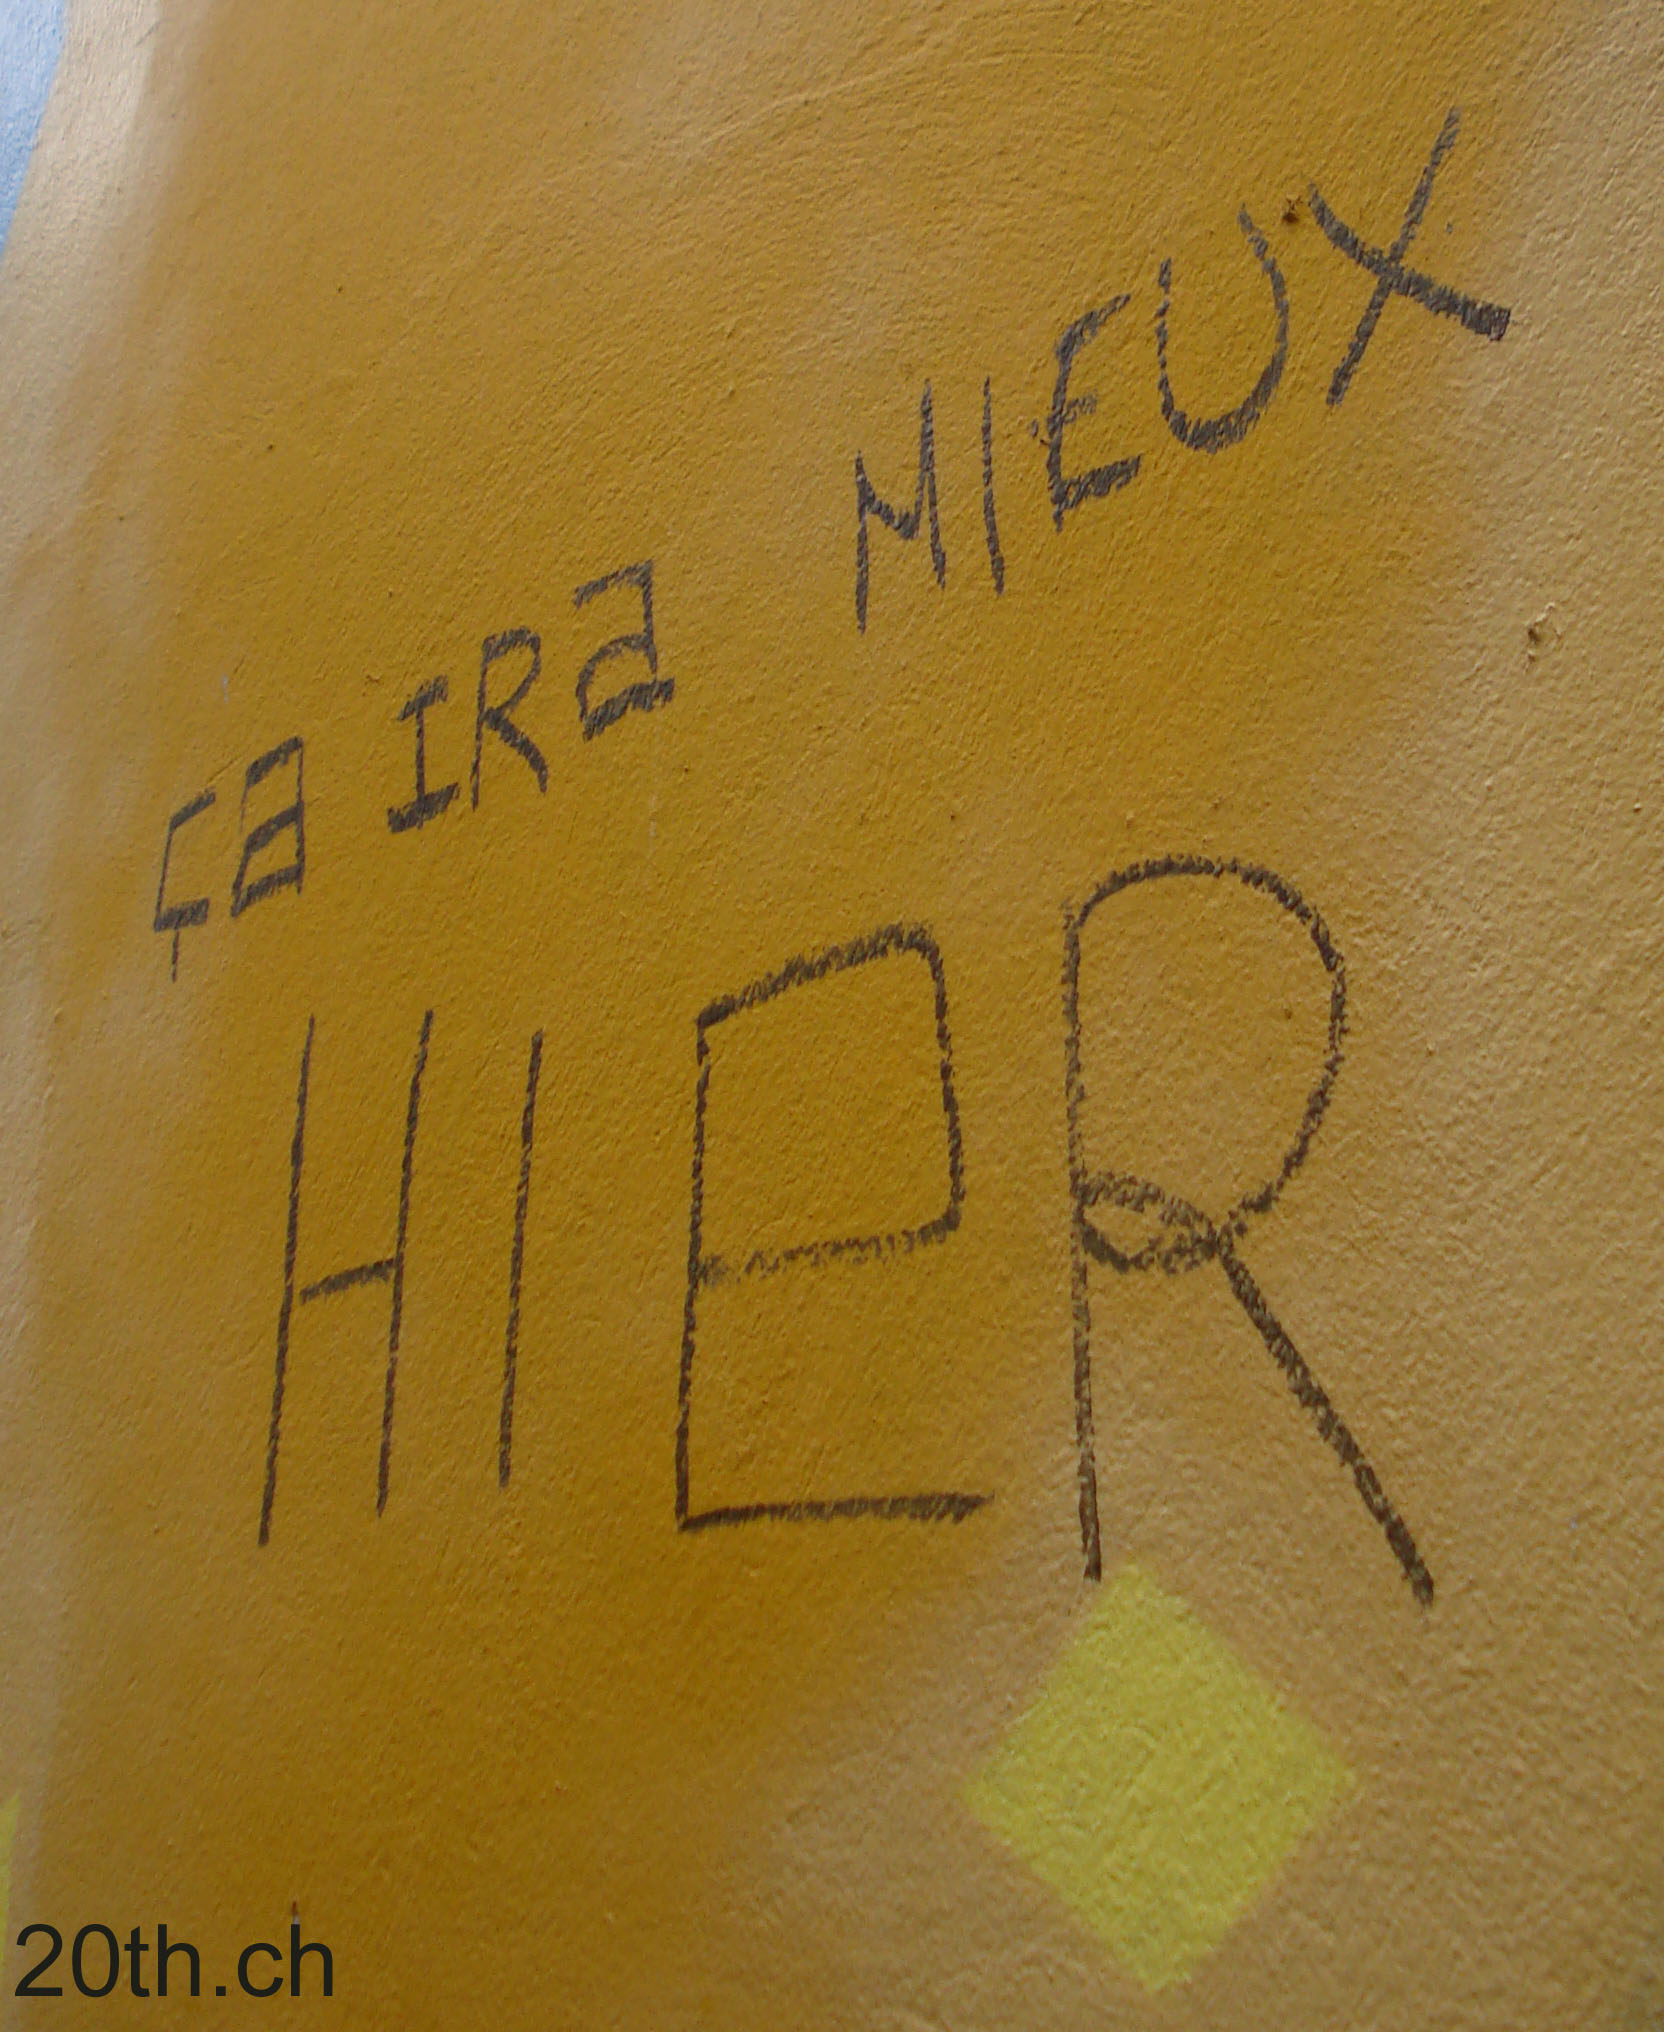 ça IRa MIEUX
HIeR
20th.ch